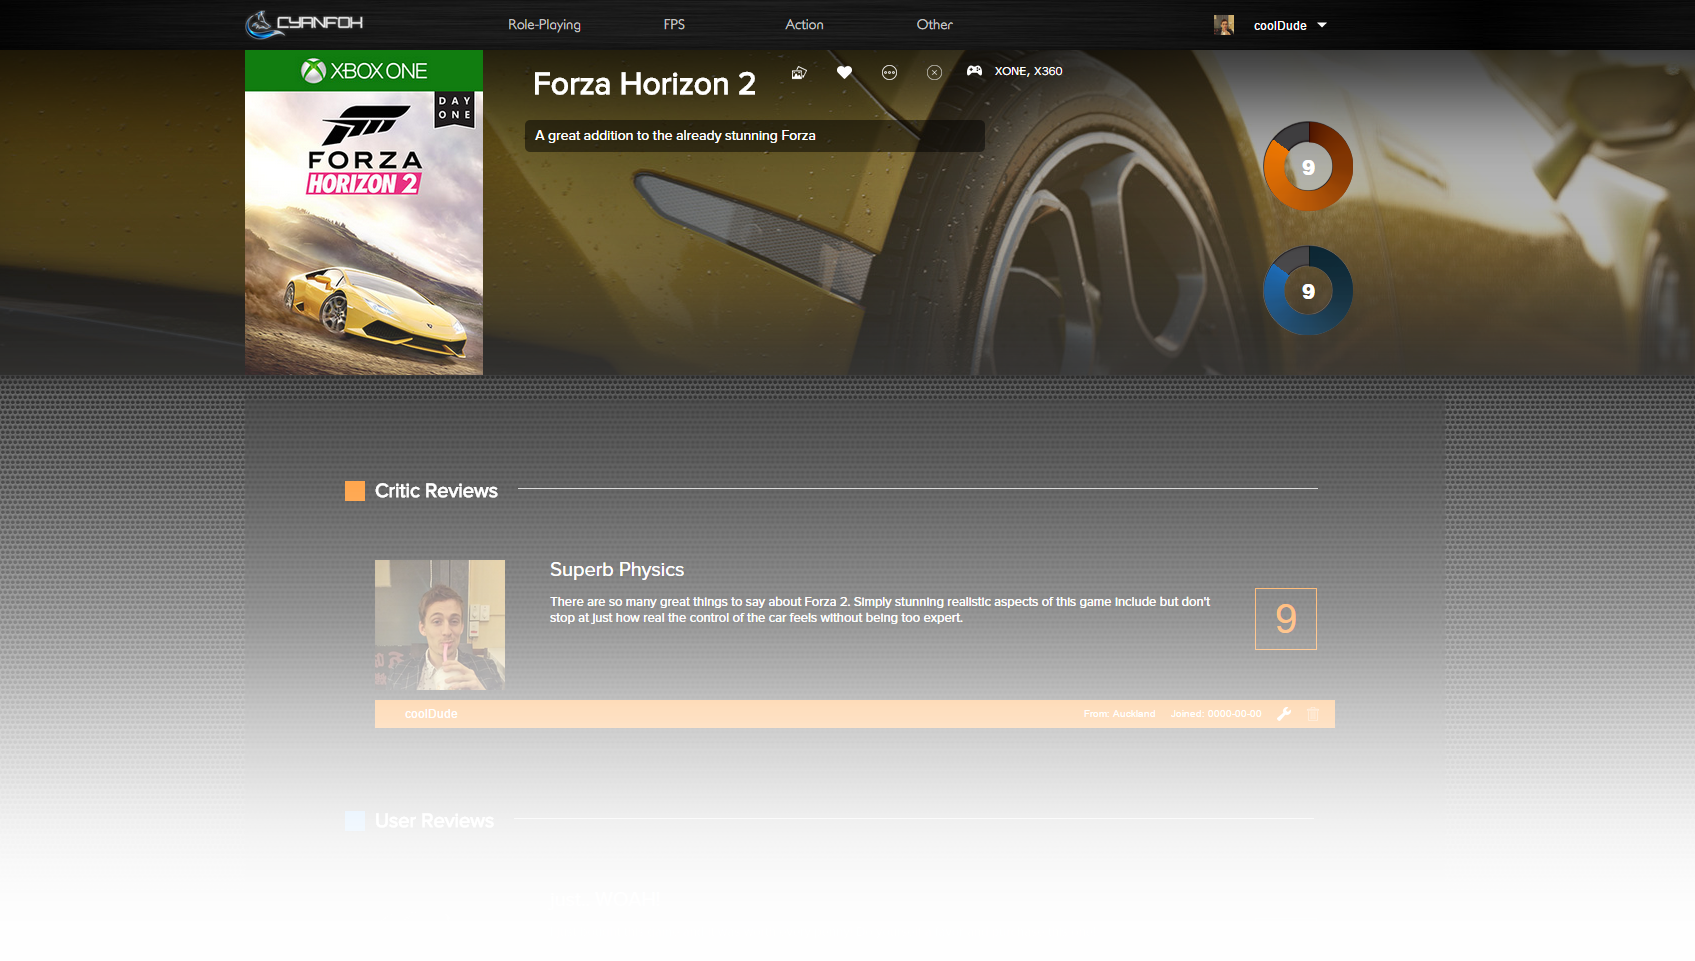 CYANFOX
Role-Playing
FPS
Action
Other
coolDude
XBOX ONE
DAY
ONE
FORZA
HORIZON 2
Forza Horizon 2
XONE, X360
A great addition to the already stunning Forza
9
9
Critic Reviews
Superb Physics
There are so many great things to say about Forza 2. Simply stunning realistic aspects of this game include but don't
stop at just how real the control of the car feels without being too expert.
9
coolDude
From: Auckland
Joined: 0000-00-00
User Reviews